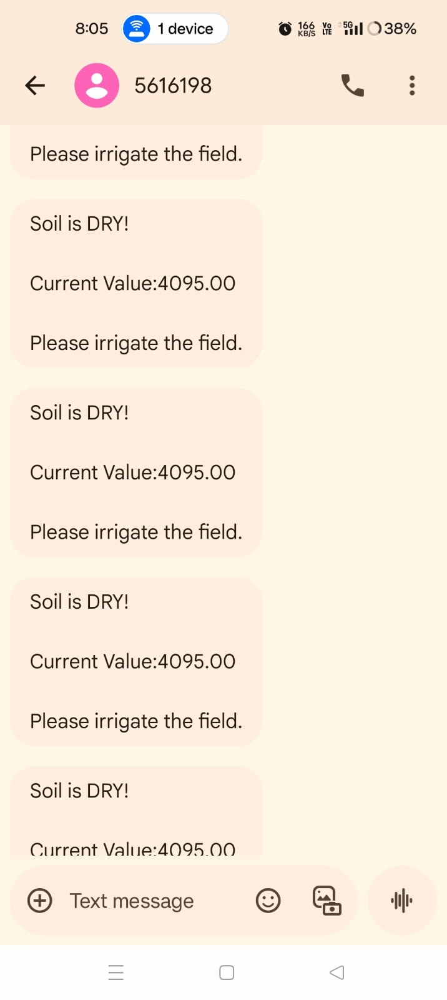 8:05 1 device 166 KB/S Vo LTE 5G 38%
5616198
Please irrigate the field.
Soil is DRY!
Current Value:4095.00
Please irrigate the field.
Soil is DRY!
Current Value:4095.00
Please irrigate the field.
Soil is DRY!
Current Value:4095.00
Please irrigate the field.
Soil is DRY!
Current Value:4095.00
Text message